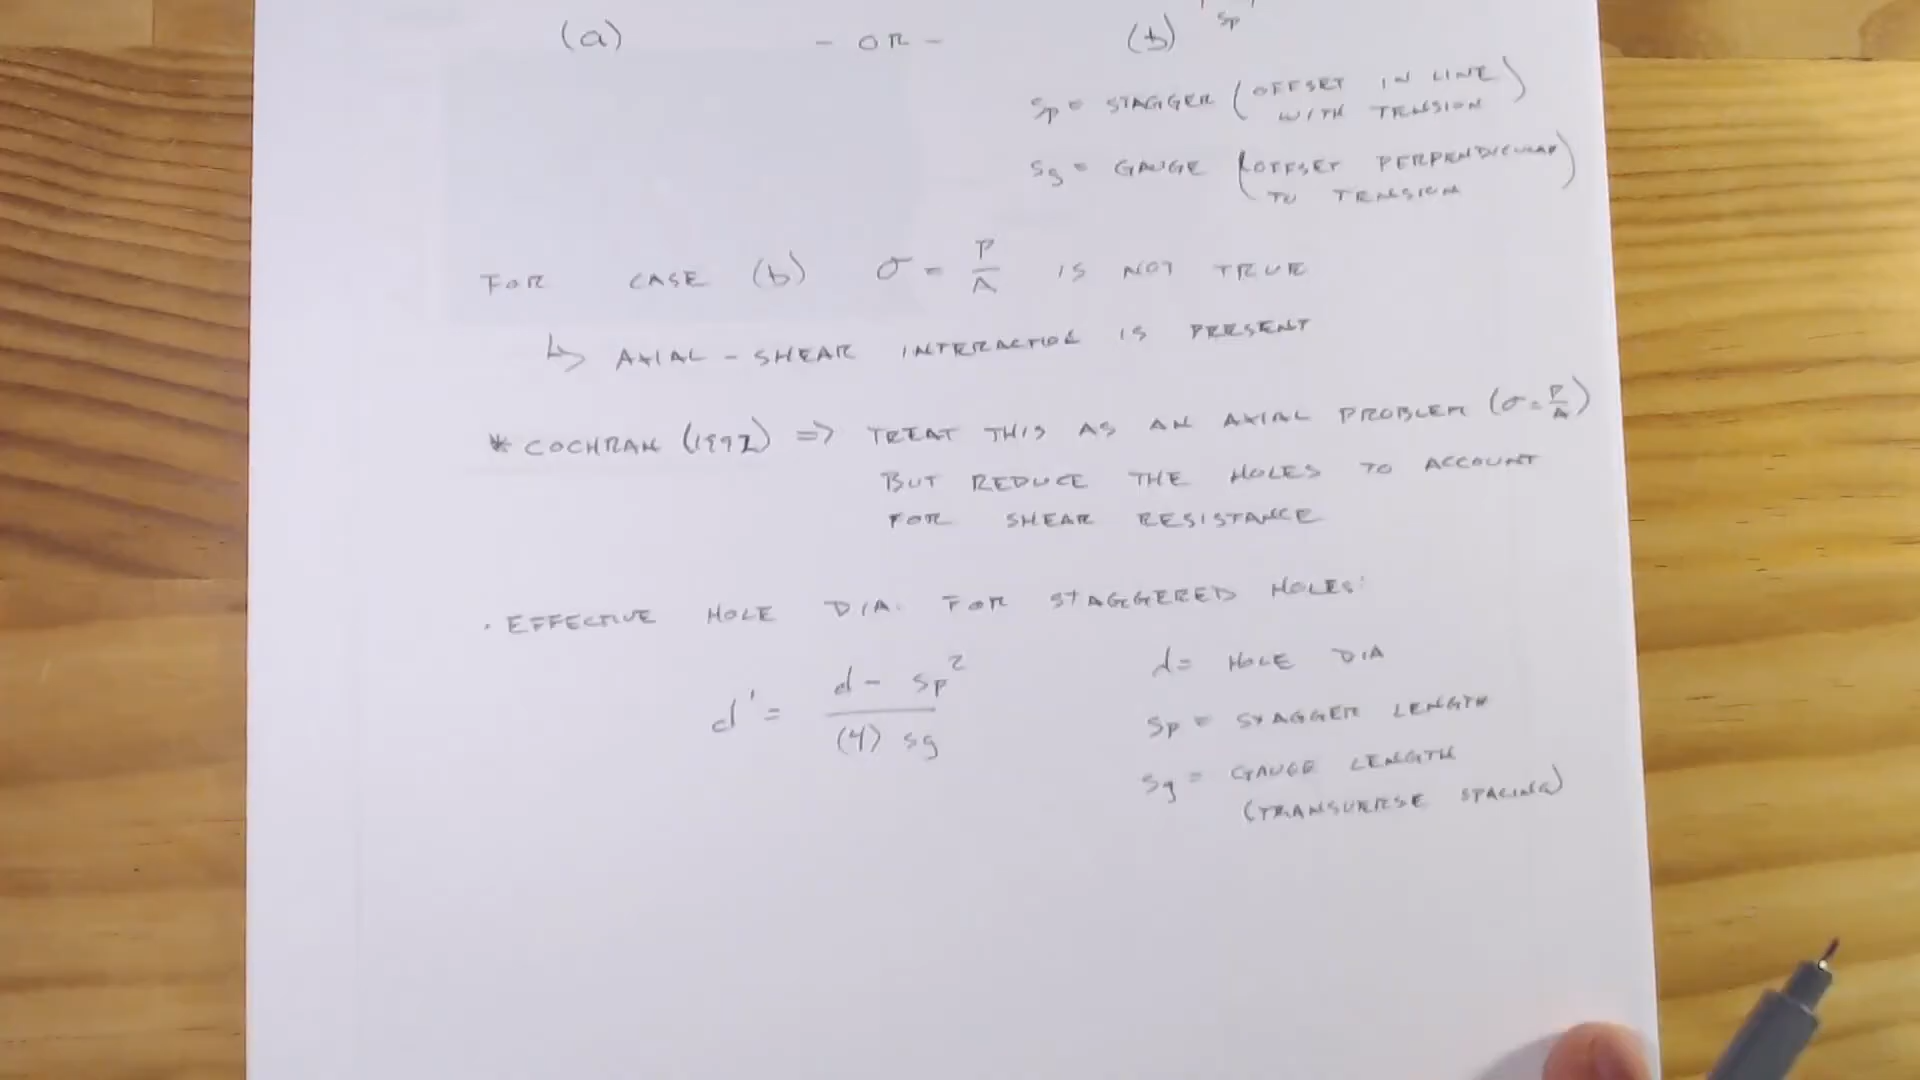 (a) - OR - (b) sp
sp = STAGGER (OFFSET IN LINE
WITH TENSION)
sg = GAUGE (OFFSET PERPENDICULAR
TO TENSION)
FOR CASE (b) σ = P/A IS NOT TRUE
↳ AXIAL - SHEAR INTERACTION IS PRESENT
* COCHRAN (1992) => TREAT THIS AS AN AXIAL PROBLEM (σ = P/A)
BUT REDUCE THE HOLES TO ACCOUNT
FOR SHEAR RESISTANCE
· EFFECTIVE HOLE DIA. FOR STAGGERED HOLES:
d' = (d - sp²)/((4) sg)
d = HOLE DIA
sp = STAGGER LENGTH
sg = GAUGE LENGTH
(TRANSVERSE SPACING)